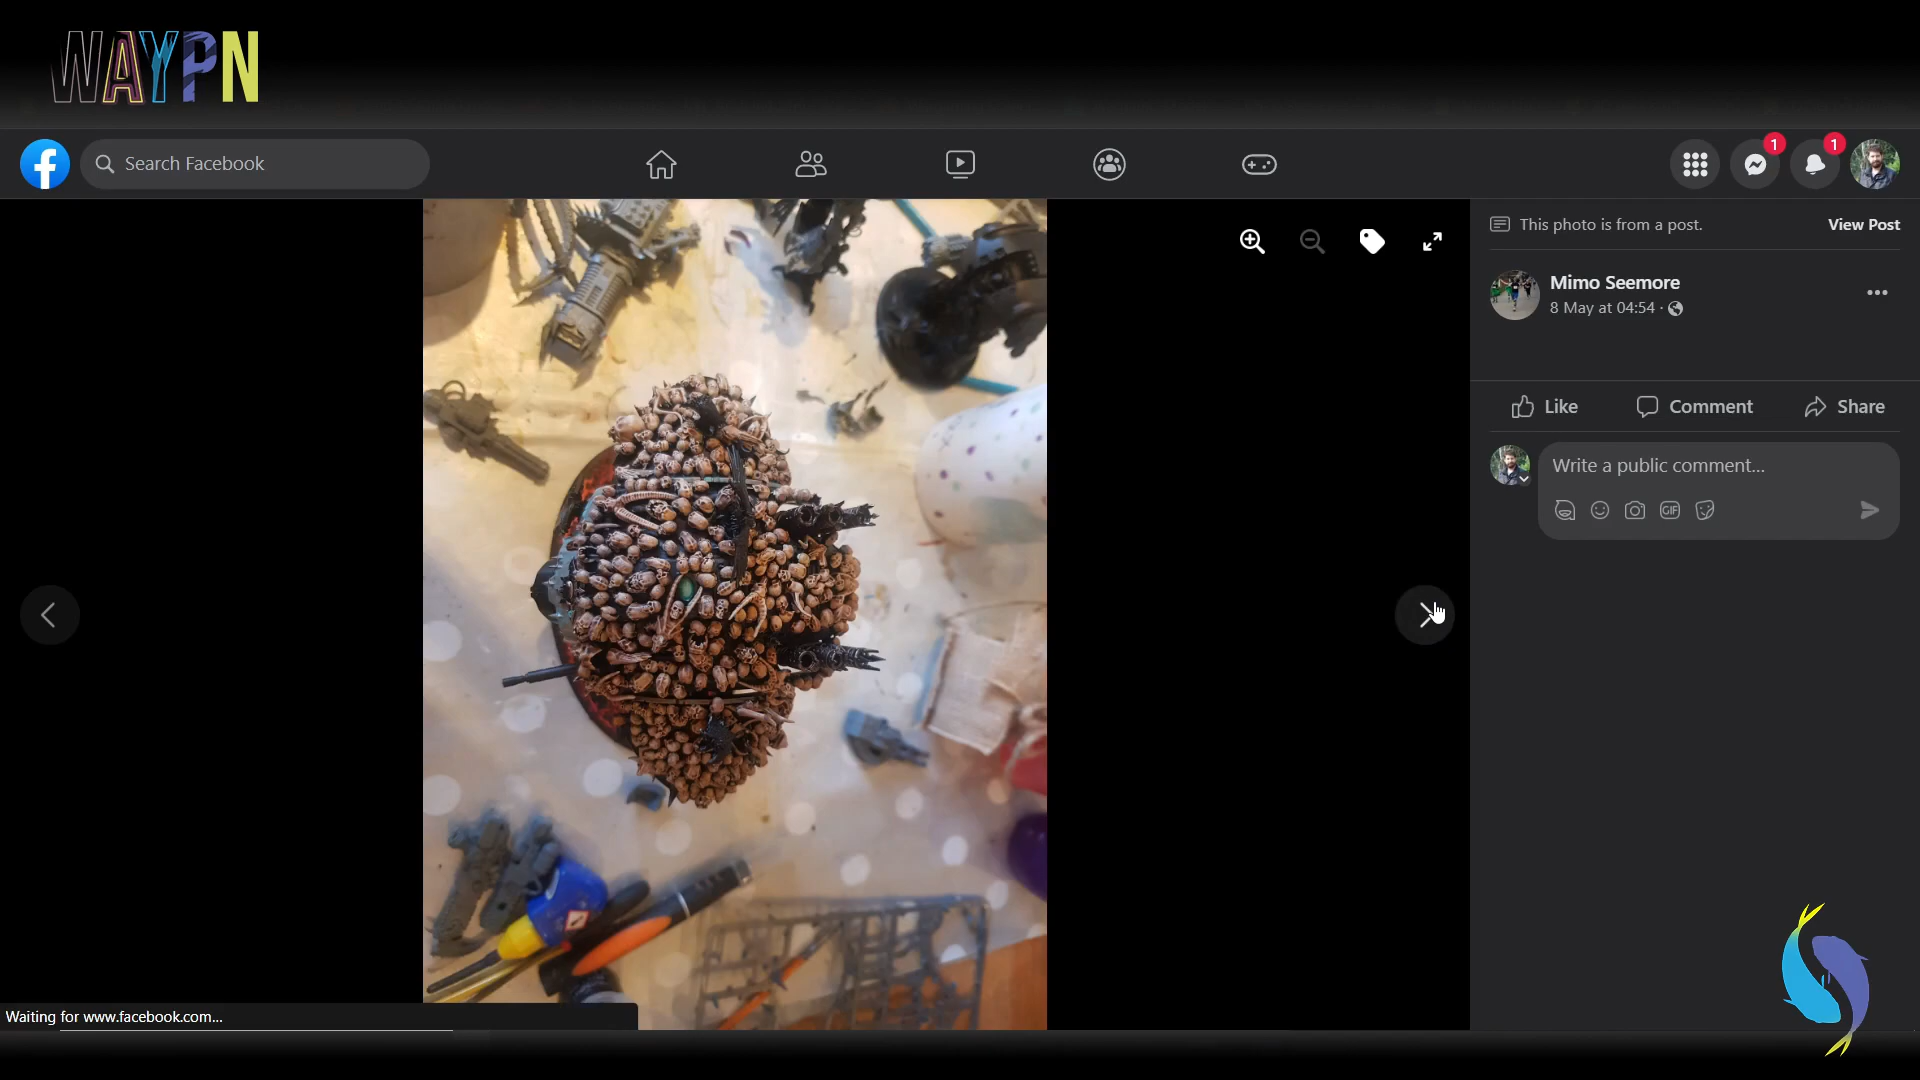 WAYPN
Search Facebook
1
1
This photo is from a post.
View Post
Mimo Seemore
8 May at 04:54 ·
Like
Comment
Share
Write a public comment...
GIF
Waiting for www.facebook.com...